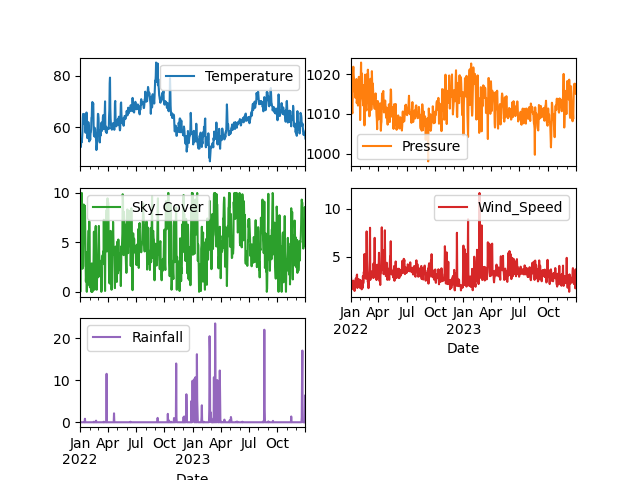 80
60
Temperature
1020
1010
1000
Pressure
10
5
0
Sky_Cover
10
5
Wind_Speed
Jan Apr Jul Oct Jan Apr Jul Oct
2022 2023
Date
20
10
0
Rainfall
Jan Apr Jul Oct Jan Apr Jul Oct
2022 2023
Date